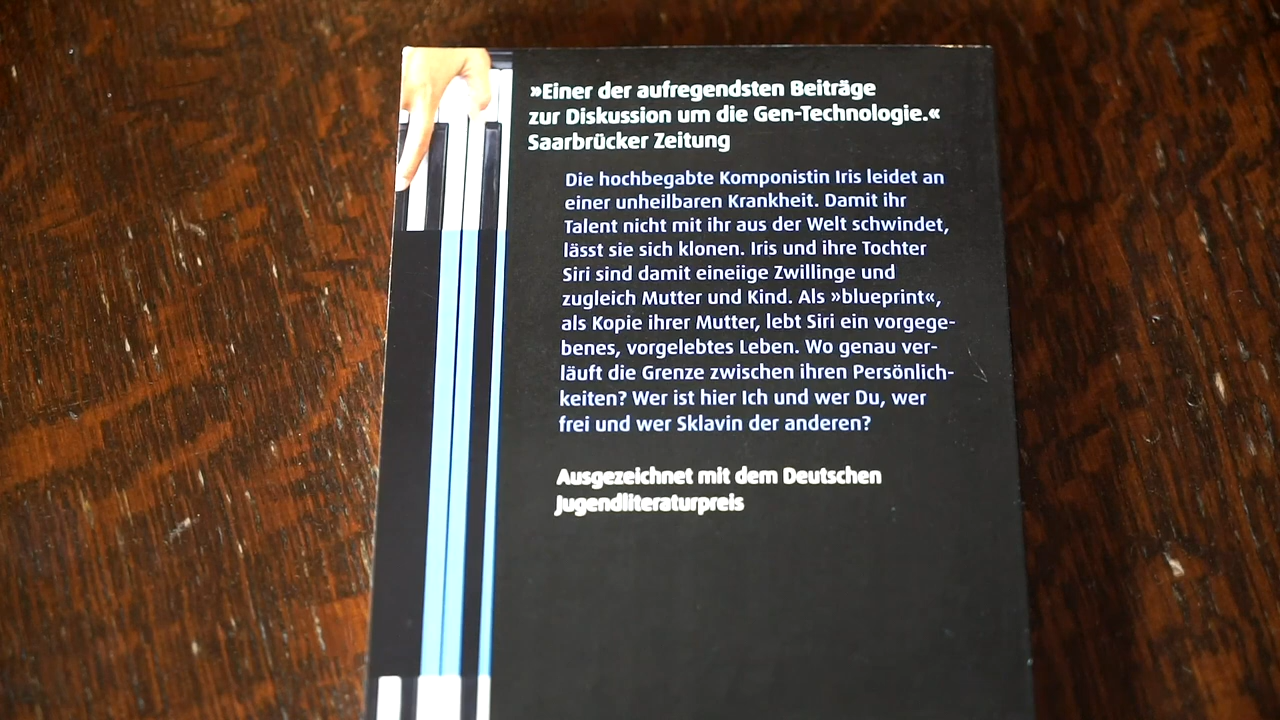 »Einer der aufregendsten Beiträge
zur Diskussion um die Gen-Technologie.«
Saarbrücker Zeitung
Die hochbegabte Komponistin Iris leidet an
einer unheilbaren Krankheit. Damit ihr
Talent nicht mit ihr aus der Welt schwindet,
lässt sie sich klonen. Iris und ihre Tochter
Siri sind damit eineiige Zwillinge und
zugleich Mutter und Kind. Als »blueprint«,
als Kopie ihrer Mutter, lebt Siri ein vorgege-
benes, vorgelebtes Leben. Wo genau ver-
läuft die Grenze zwischen ihren Persönlich-
keiten? Wer ist hier Ich und wer Du, wer
frei und wer Sklavin der anderen?
Ausgezeichnet mit dem Deutschen
Jugendliteraturpreis